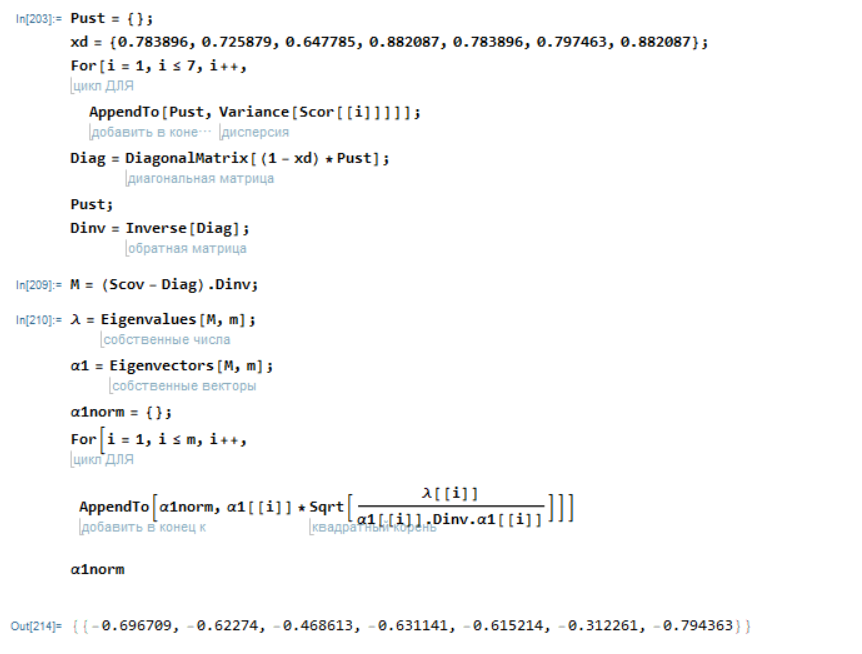 In[203]:= Pust = {};
xd = {0.783896, 0.725879, 0.647785, 0.882087, 0.783896, 0.797463, 0.882087};
For[i = 1, i ≤ 7, i++,
цикл ДЛЯ
AppendTo[Pust, Variance[Scor[[i]]]]];
добавить в коне⋯ дисперсия
Diag = DiagonalMatrix[(1 - xd) * Pust];
диагональная матрица
Pust;
Dinv = Inverse[Diag];
обратная матрица
In[209]:= M = (Scov - Diag).Dinv;
In[210]:= λ = Eigenvalues[M, m];
собственные числа
α1 = Eigenvectors[M, m];
собственные векторы
α1norm = {};
For[i = 1, i ≤ m, i++,
цикл ДЛЯ
AppendTo[α1norm, α1[[i]] * Sqrt[λ[[i]] / α1[[i]].Dinv.α1[[i]]]]]
добавить в конец к квадратный корень
α1norm
Out[214]= {{-0.696709, -0.62274, -0.468613, -0.631141, -0.615214, -0.312261, -0.794363}}